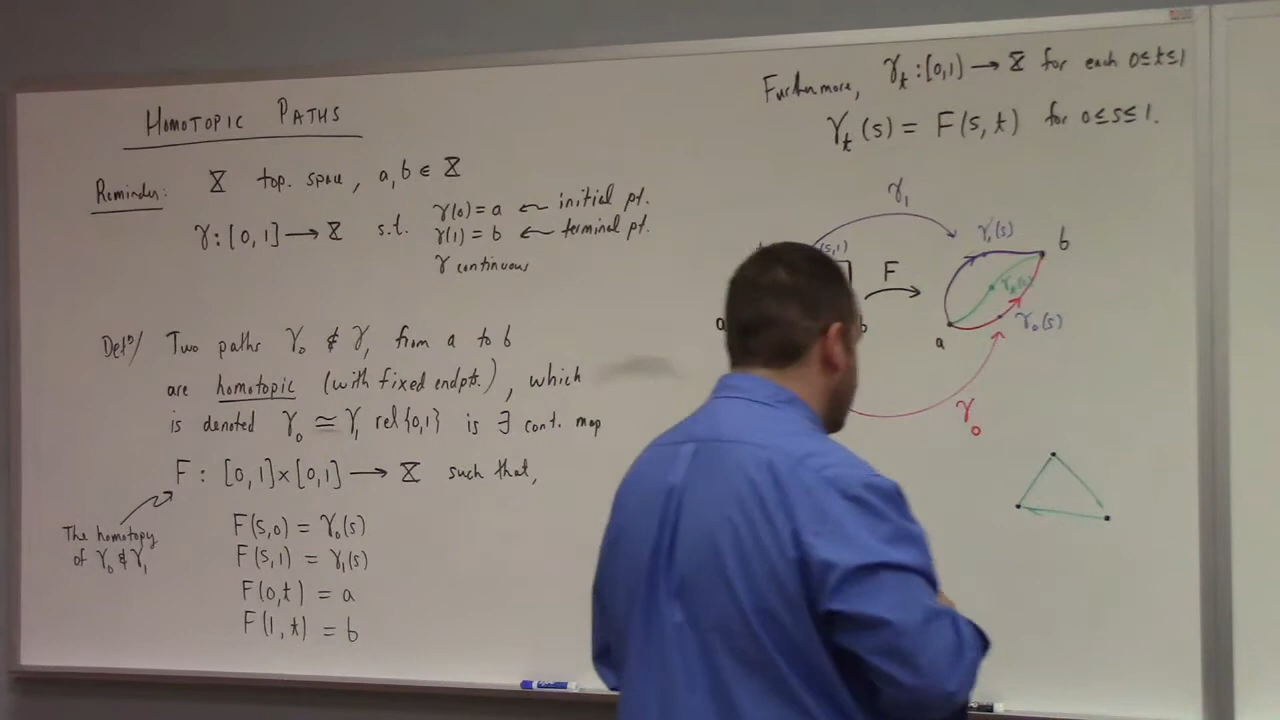 HOMOTOPIC PATHS
Reminder: X top. space, a, b ∈ X
γ: [0, 1] → X s.t. γ(0) = a ← initial pt.
γ(1) = b ← terminal pt.
γ continuous
Defⁿ/ Two paths γ₀ & γ₁ from a to b
are homotopic (with fixed endpts.), which
is denoted γ₀ ≃ γ₁ rel{0,1} is ∃ cont. map
F: [0,1]×[0,1] → X such that,
The homotopy
of γ₀ & γ₁
F(s,0) = γ₀(s)
F(s,1) = γ₁(s)
F(0,t) = a
F(1,t) = b
Furthermore, γₜ: [0,1) → X for each 0≤t≤1
γₜ(s) = F(s,t) for 0≤s≤1.
γ₁
(s,1)
F
γ₁(s)
b
γₜ(s)
γ₀(s)
a
γ₀